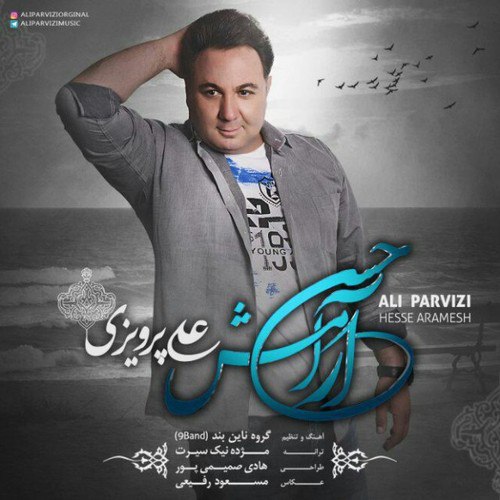 ALIPARVIZIORGINAL
ALIPARVIZIMUSIC
YOUNG
حس آرامش
علی پرویزی
ALI PARVIZI
HESSE ARAMESH
آهنگ و تنظیم گروه ناین بند (9Band)
ترانه مژده نیک سیرت
طراحی هادی صمیمی پور
عکاس مسعود رفیعی